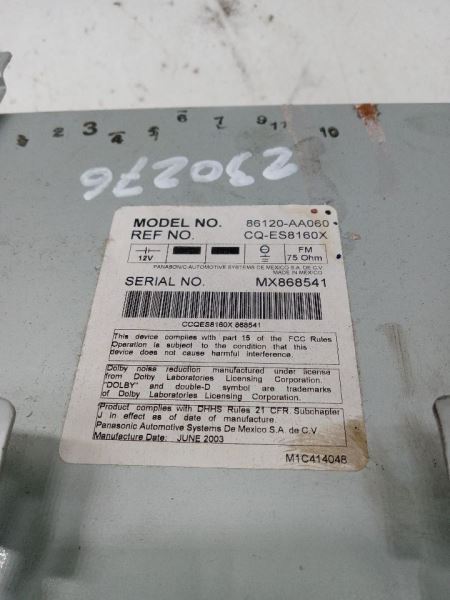 3 2 3 4 5 6 7 9 11 10
230276
MODEL NO. 86120-AA060
REF NO. CQ-ES8160X
12V FM 75 Ohm
PANASONIC AUTOMOTIVE SYSTEMS DE MEXICO S.A. DE C.V
MADE IN MEXICO
SERIAL NO. MX868541
CCQES8160X 868541
This device complies with part 15 of the FCC Rules
Operation is subject to the condition that this
device does not cause harmful interference.
Dolby noise reduction manufactured under license
from Dolby Laboratories Licensing Corporation.
"DOLBY" and double-D symbol are trademarks
of Dolby Laboratories Licensing Corporation.
Product complies with DHHS Rules 21 CFR. Subchapter
J in effect as of date of manufacture.
Panasonic Automotive Systems De Mexico S.A. de C.V
Manufacture Date: JUNE 2003
M1C414048